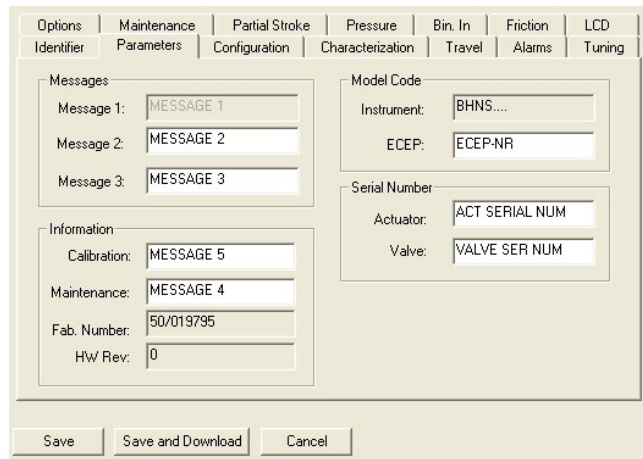 Options Maintenance Partial Stroke Pressure Bin. In Friction LCD
Identifier Parameters Configuration Characterization Travel Alarms Tuning
Messages
Message 1: MESSAGE 1
Message 2: MESSAGE 2
Message 3: MESSAGE 3
Information
Calibration: MESSAGE 5
Maintenance: MESSAGE 4
Fab. Number: 50/019795
HW Rev: 0
Model Code
Instrument: BHNS....
ECEP: ECEP-NR
Serial Number
Actuator: ACT SERIAL NUM
Valve: VALVE SER NUM
Save Save and Download Cancel